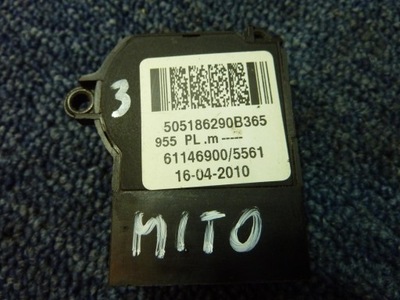 3
505186290B365
955 PL .m -----
61146900/5561
16-04-2010
MITO